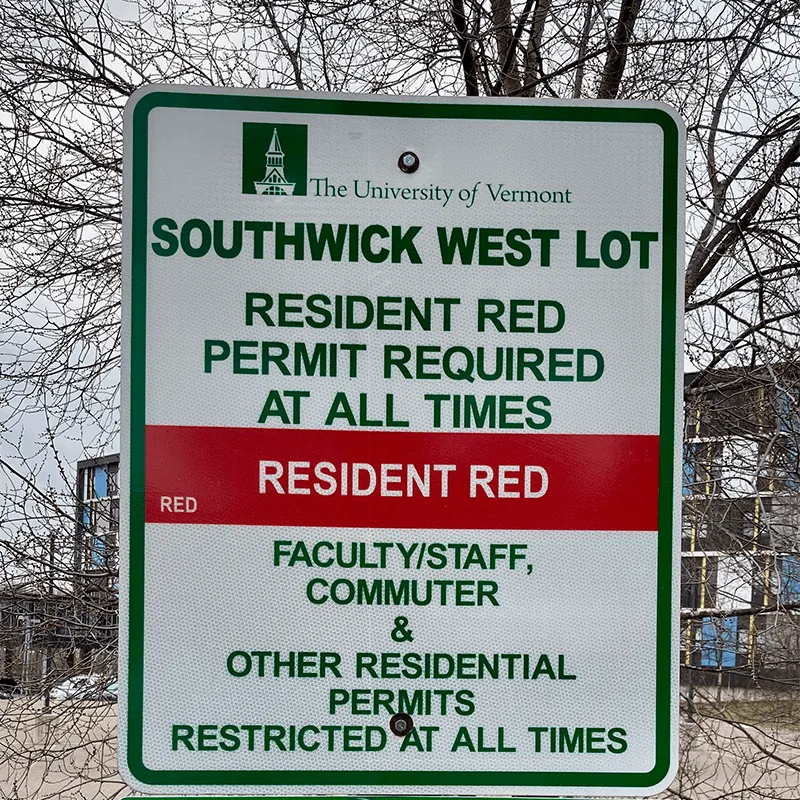 The University of Vermont
SOUTHWICK WEST LOT
RESIDENT RED
PERMIT REQUIRED
AT ALL TIMES
RESIDENT RED
RED
FACULTY/STAFF,
COMMUTER
&
OTHER RESIDENTIAL
PERMITS
RESTRICTED AT ALL TIMES